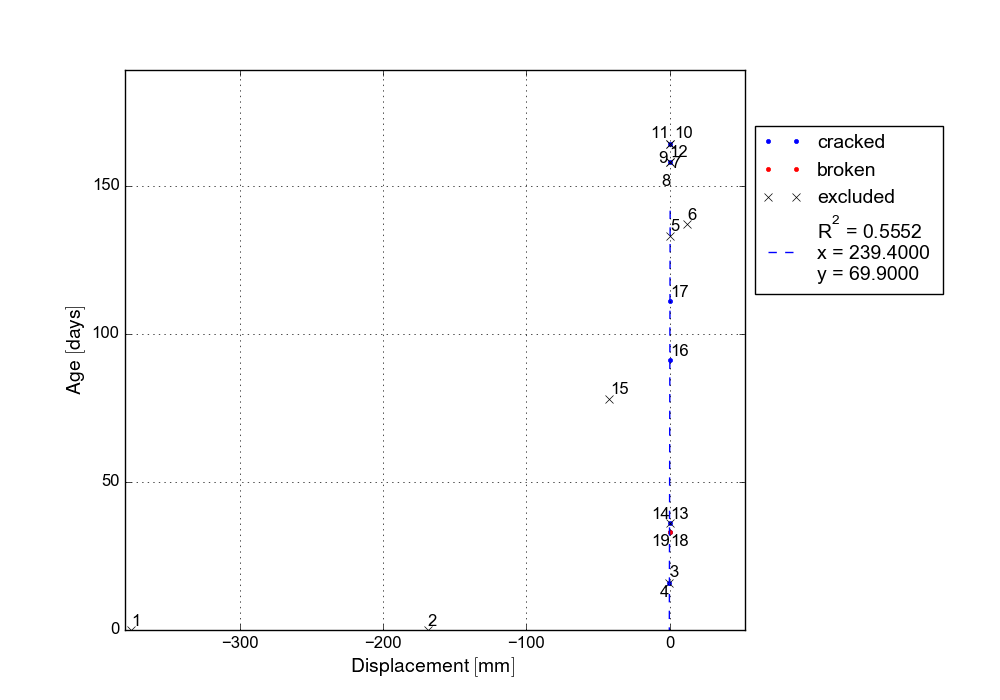 11 10
9 12
7
8
150
6
5
17
100
16
15
50
14 13
19 18
3
4
1
2
0
−300
−200
−100
0
Displacement [mm]
Age [days]
cracked
broken
excluded
R² = 0.5552
x = 239.4000
y = 69.9000